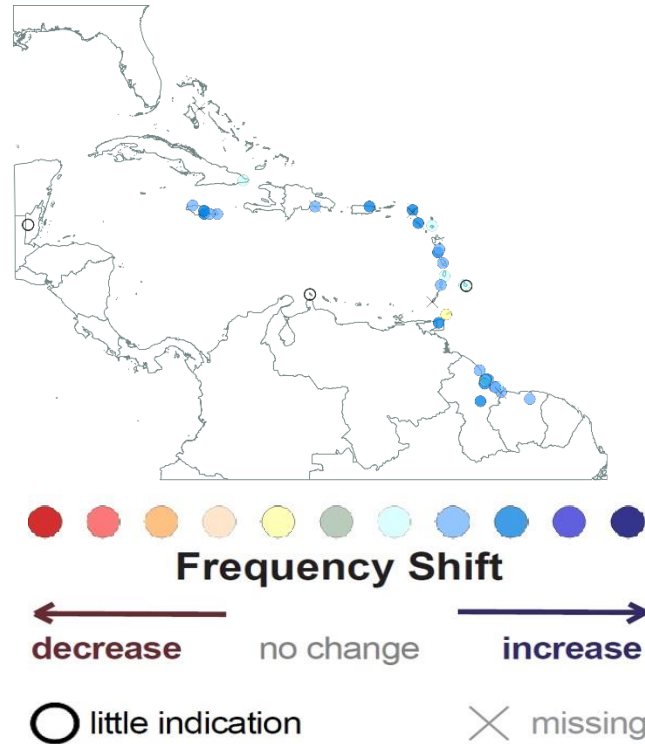 Frequency Shift
decrease no change increase
little indication missing